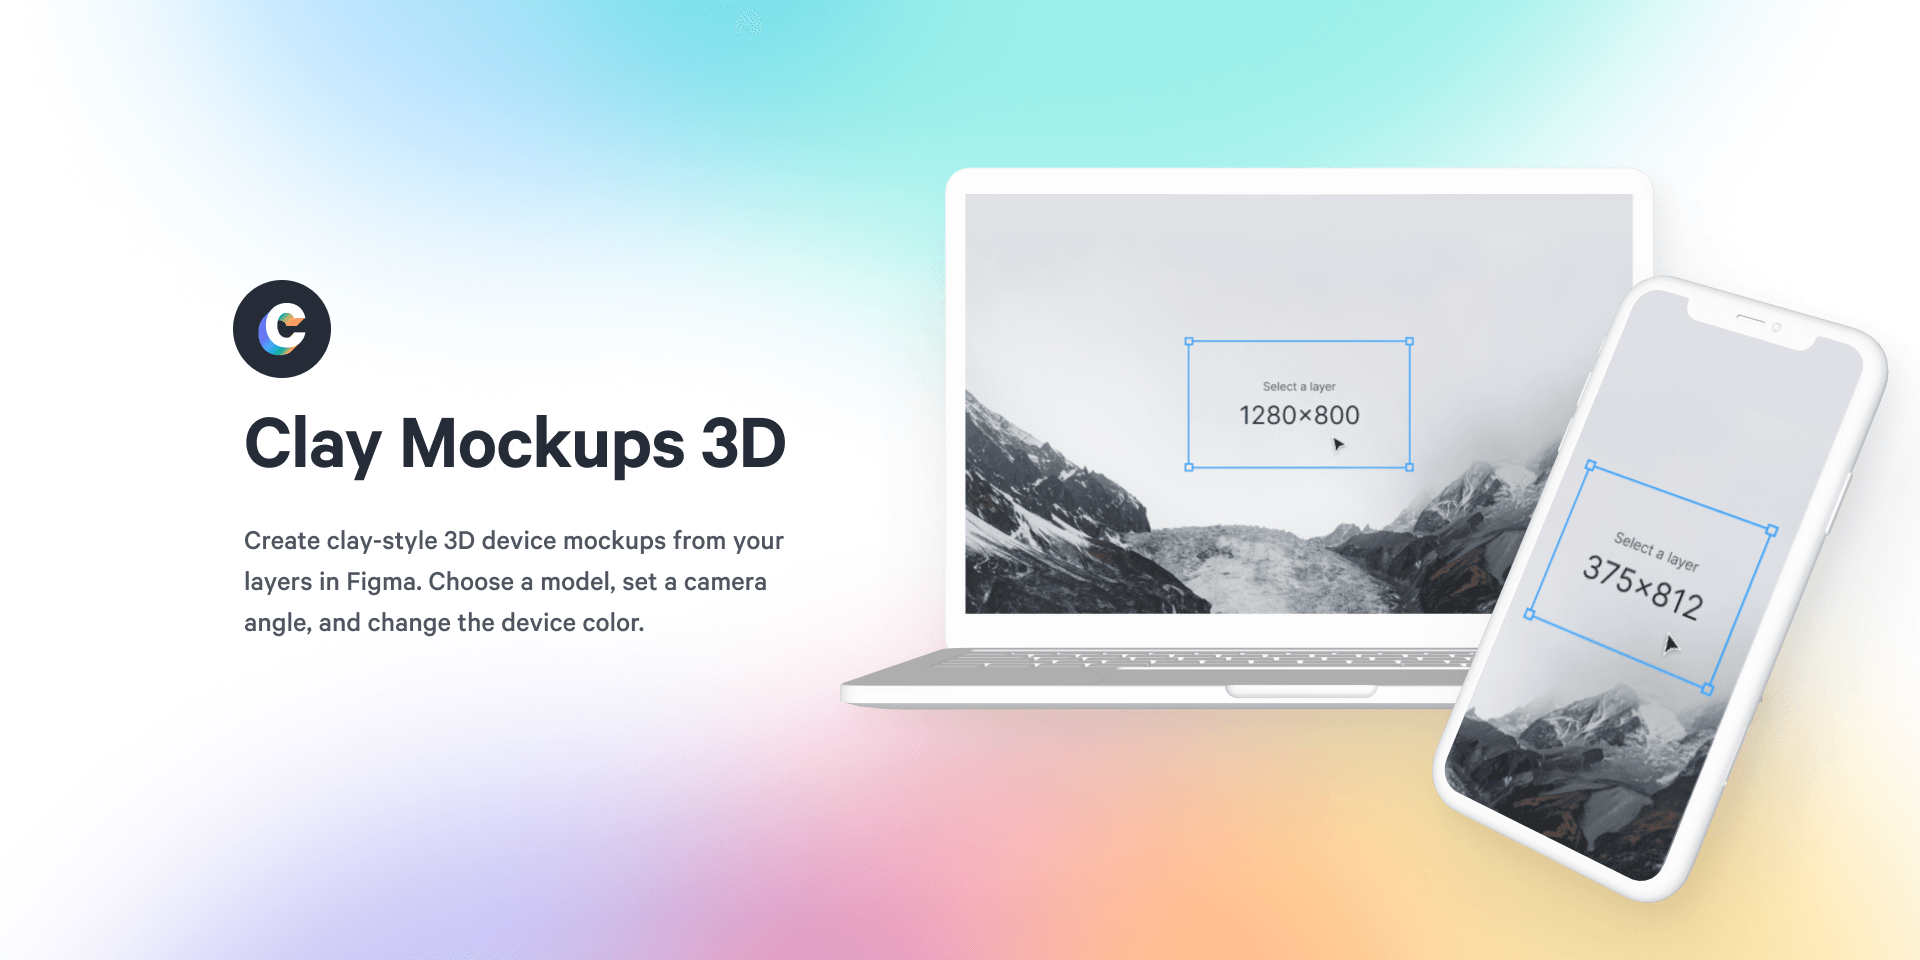 C
Clay Mockups 3D
Create clay-style 3D device mockups from your
layers in Figma. Choose a model, set a camera
angle, and change the device color.
Select a layer
1280×800
Select a layer
375×812